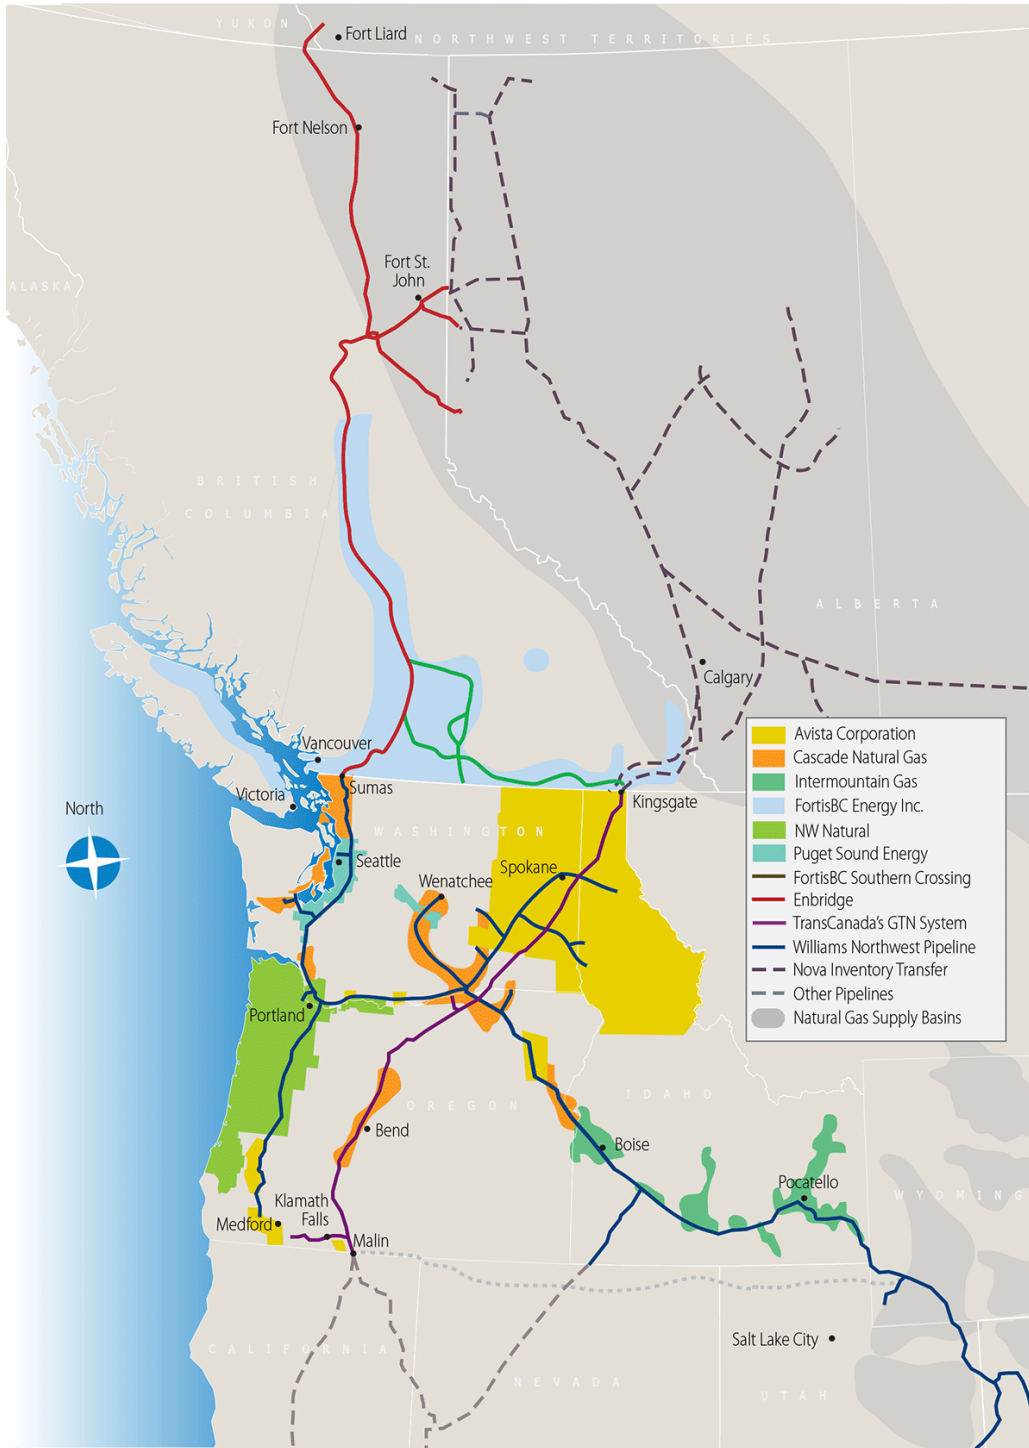 YUKON
Fort Liard
NORTHWEST TERRITORIES
Fort Nelson
Fort St.
John
ALASKA
BRITISH
COLUMBIA
ALBERTA
Calgary
Vancouver
Sumas
Victoria
Kingsgate
North
WASHINGTON
Seattle
Spokane
Wenatchee
Portland
OREGON
IDAHO
Bend
Boise
Pocatello
WYOMING
Klamath
Falls
Medford
Malin
Salt Lake City
CALIFORNIA
NEVADA
UTAH
Avista Corporation
Cascade Natural Gas
Intermountain Gas
FortisBC Energy Inc.
NW Natural
Puget Sound Energy
FortisBC Southern Crossing
Enbridge
TransCanada's GTN System
Williams Northwest Pipeline
Nova Inventory Transfer
Other Pipelines
Natural Gas Supply Basins